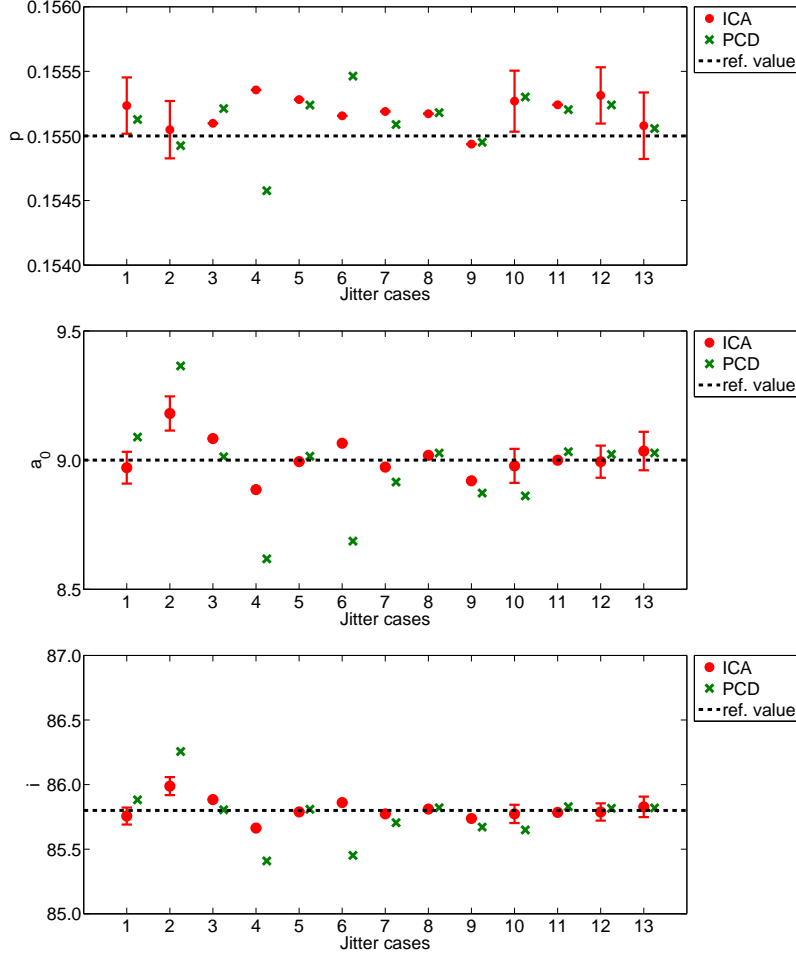 0.1560
0.1555
0.1550
0.1545
0.1540
p
1 2 3 4 5 6 7 8 9 10 11 12 13
Jitter cases
ICA
PCD
ref. value
9.5
9.0
8.5
a0
1 2 3 4 5 6 7 8 9 10 11 12 13
Jitter cases
ICA
PCD
ref. value
87.0
86.5
86.0
85.5
85.0
i
1 2 3 4 5 6 7 8 9 10 11 12 13
Jitter cases
ICA
PCD
ref. value